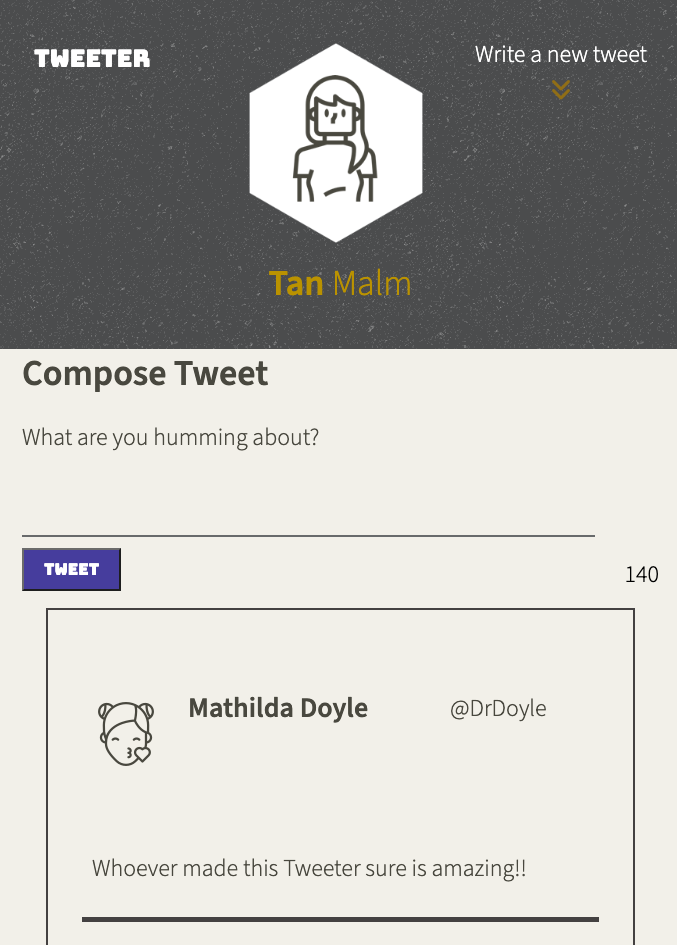 TWEETER
Write a new tweet
Tan Malm
Compose Tweet
What are you humming about?
TWEET
140
Mathilda Doyle @DrDoyle
Whoever made this Tweeter sure is amazing!!